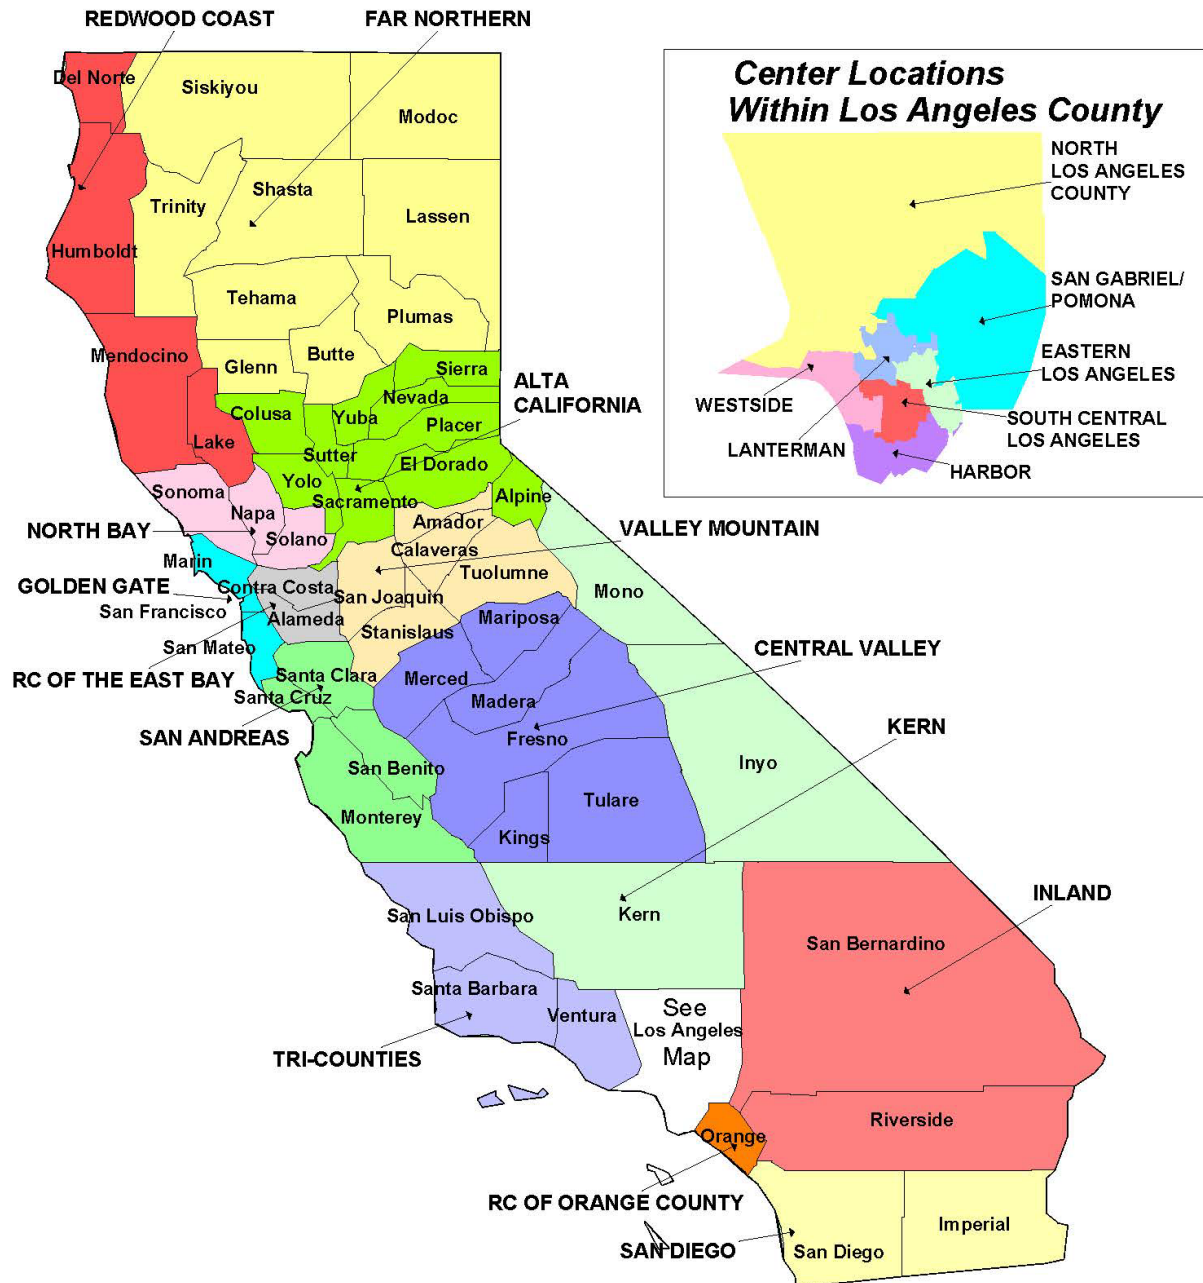 REDWOOD COAST
FAR NORTHERN
Center Locations
Within Los Angeles County
Del Norte
Siskiyou
Modoc
NORTH
LOS ANGELES
COUNTY
Shasta
Trinity
Lassen
Humboldt
SAN GABRIEL/
POMONA
Tehama
Plumas
Mendocino
Butte
Glenn
Sierra
EASTERN
LOS ANGELES
ALTA
CALIFORNIA
Nevada
WESTSIDE
Colusa
Yuba
Placer
SOUTH CENTRAL
LOS ANGELES
Lake
LANTERMAN
Sutter
El Dorado
HARBOR
Yolo
Sonoma
Sacramento
Alpine
Napa
Amador
NORTH BAY
Solano
VALLEY MOUNTAIN
Calaveras
Marin
Tuolumne
GOLDEN GATE
Contra Costa
Mono
San Joaquin
San Francisco
Alameda
Mariposa
Stanislaus
San Mateo
CENTRAL VALLEY
RC OF THE EAST BAY
Santa Clara
Merced
Santa Cruz
Madera
KERN
SAN ANDREAS
Fresno
Inyo
San Benito
Tulare
Monterey
Kings
INLAND
San Luis Obispo
Kern
San Bernardino
Santa Barbara
See
Los Angeles
Map
Ventura
TRI-COUNTIES
Riverside
Orange
RC OF ORANGE COUNTY
Imperial
SAN DIEGO
San Diego